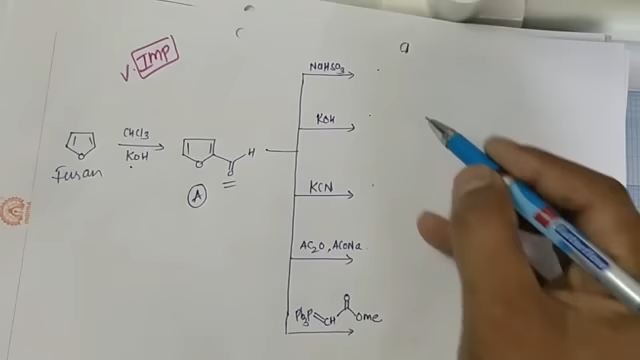 V. IMP
a
NaHSO3
CHCl3
KOH
O
Furan
O
O
H
A
KOH
KCN
AC2O, ACONa
Ph3P=CH
O
OMe